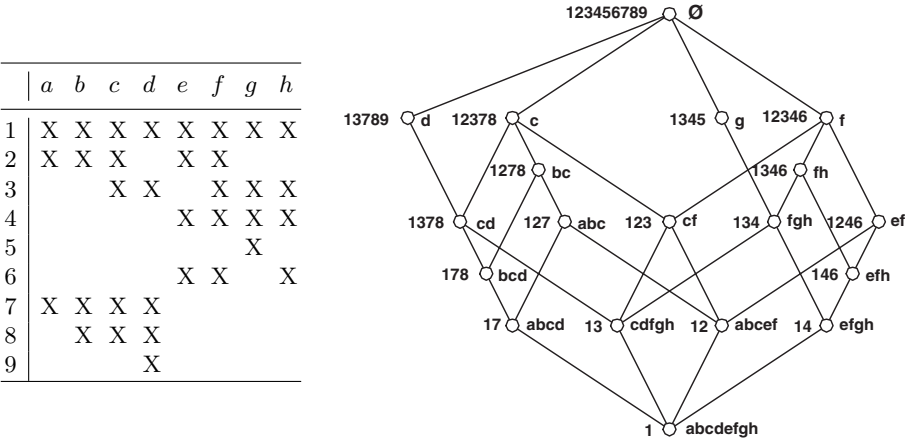 a b c d e f g h
1 X X X X X X X X
2 X X X X X
3 X X X X X
4 X X X X
5 X
6 X X X
7 X X X X
8 X X X
9 X
123456789 Ø
13789 d 12378 c 1345 g 12346 f
1278 bc 1346 fh
1378 cd 127 abc 123 cf 134 fgh 1246 ef
178 bcd 146 efh
17 abcd 13 cdfgh 12 abcef 14 efgh
1 abcdefgh